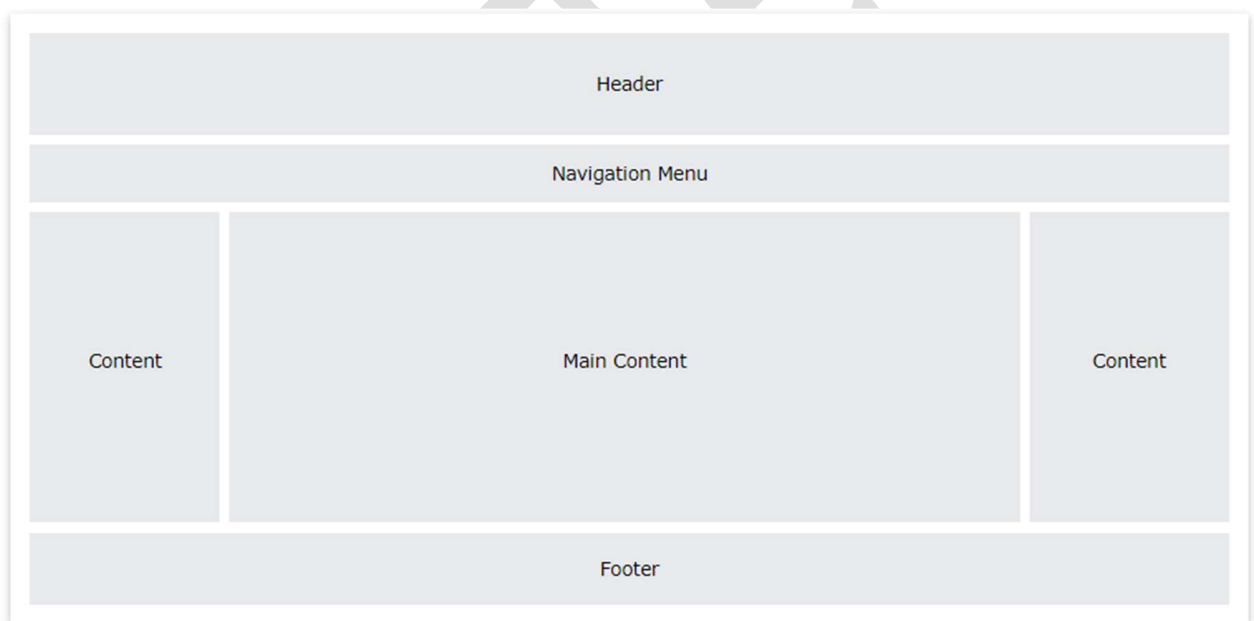 Header
Navigation Menu
Content
Main Content
Content
Footer